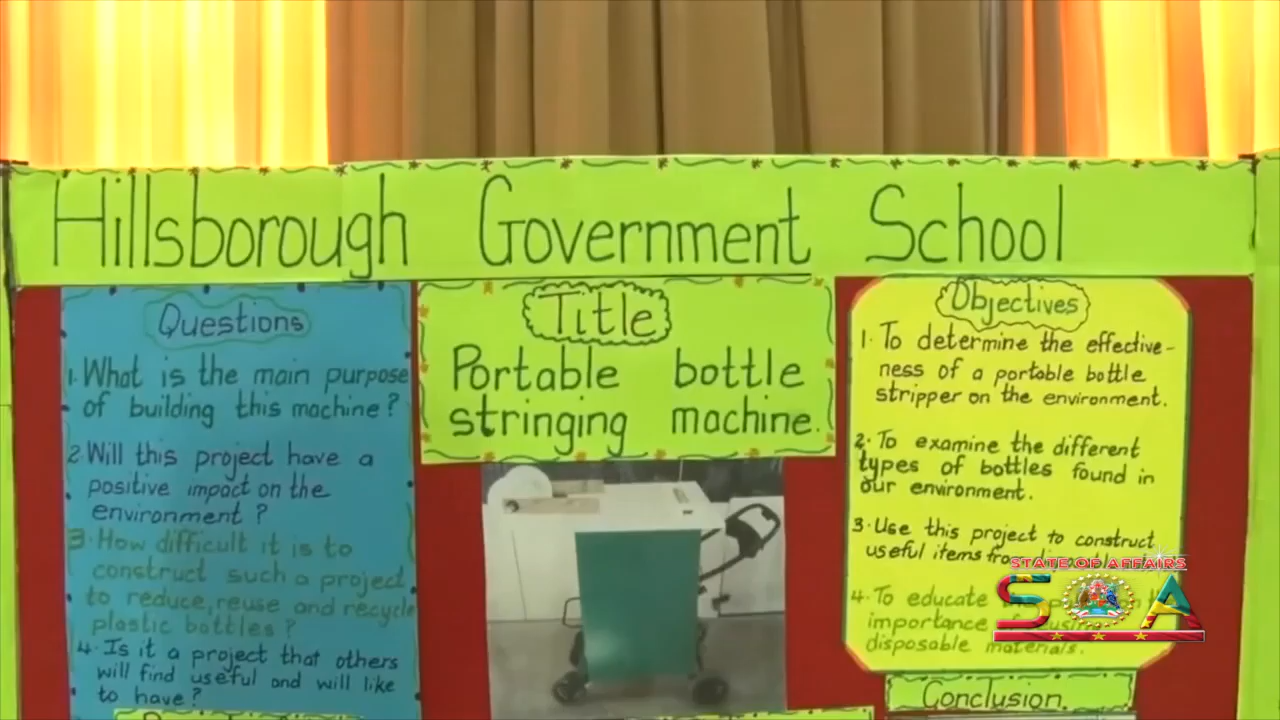 Hillsborough Government School
Questions
1. What is the main purpose
of building this machine?
2. Will this project have a
positive impact on the
environment?
3. How difficult it is to
construct such a project
to reduce, reuse and recycle
plastic bottles?
4. Is it a project that others
will find useful and will like
to have?
Title
Portable bottle
stringing machine.
Objectives
1. To determine the effective-
ness of a portable bottle
stripper on the environment.
2. To examine the different
types of bottles found in
our environment.
3. Use this project to construct
useful items
4. To educate
importance
disposable materials.
Conclusion
STATE OF AFFAIRS
SOA